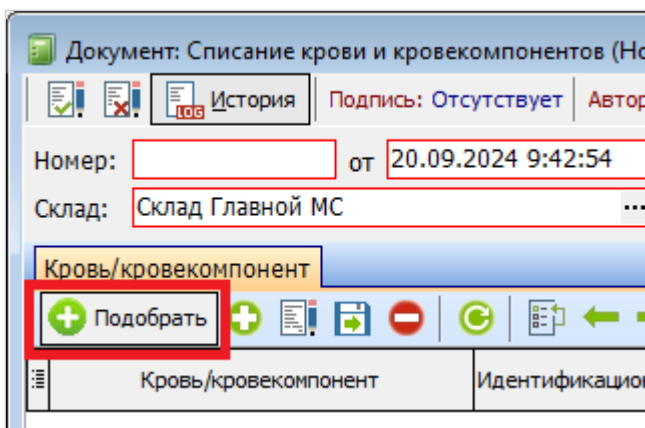 Документ: Списание крови и кровекомпонентов (Но
История Подпись: Отсутствует Автор
Номер: от 20.09.2024 9:42:54
Склад: Склад Главной МС ...
Кровь/кровекомпонент
Подобрать
Кровь/кровекомпонент Идентификацио